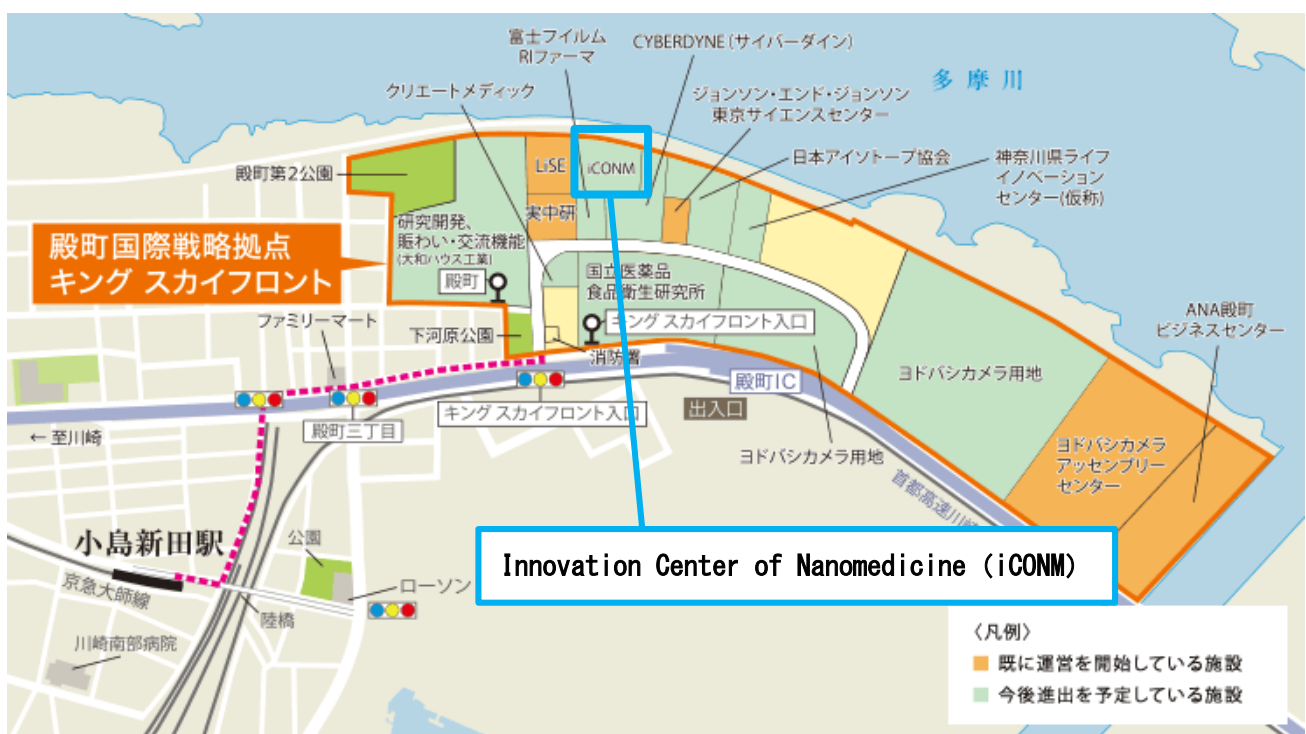 富士フイルム
RIファーマ
CYBERDYNE(サイバーダイン)
多摩川
クリエートメディック
ジョンソン・エンド・ジョンソン
東京サイエンスセンター
日本アイソトープ協会
神奈川県ライフ
イノベーション
センター(仮称)
殿町第2公園
LiSE
iCONM
実中研
研究開発、
賑わい・交流機能
(大和ハウス工業)
殿町国際戦略拠点
キング スカイフロント
殿町
国立医薬品
食品衛生研究所
キング スカイフロント入口
ファミリーマート
下河原公園
消防署
ANA殿町
ビジネスセンター
殿町IC
ヨドバシカメラ用地
出入口
キング スカイフロント入口
殿町三丁目
←至川崎
ヨドバシカメラ用地
ヨドバシカメラ
アッセンブリー
センター
首都高速川崎
小島新田駅
公園
Innovation Center of Nanomedicine (iCONM)
京急大師線
ローソン
陸橋
川崎南部病院
〈凡例〉
既に運営を開始している施設
今後進出を予定している施設